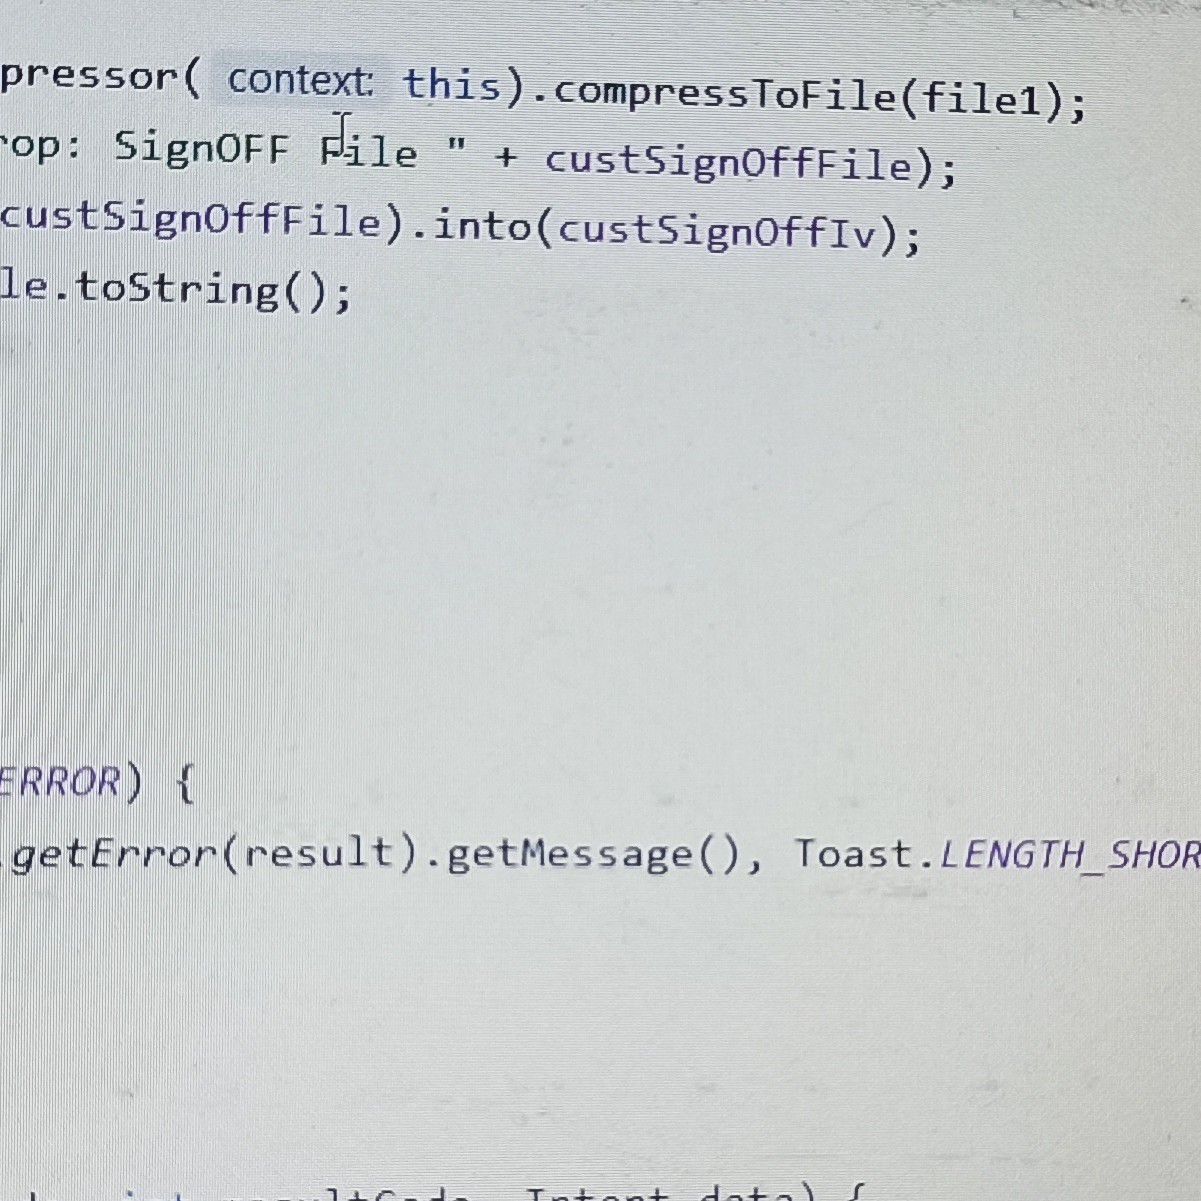 pressor( context: this).compressToFile(file1);
rop: SignOFF File " + custSignOffFile);
custSignOffFile).into(custSignOffIv);
le.toString();
ERROR) {
.getError(result).getMessage(), Toast.LENGTH_SHOR
int resultCode, Intent data) {